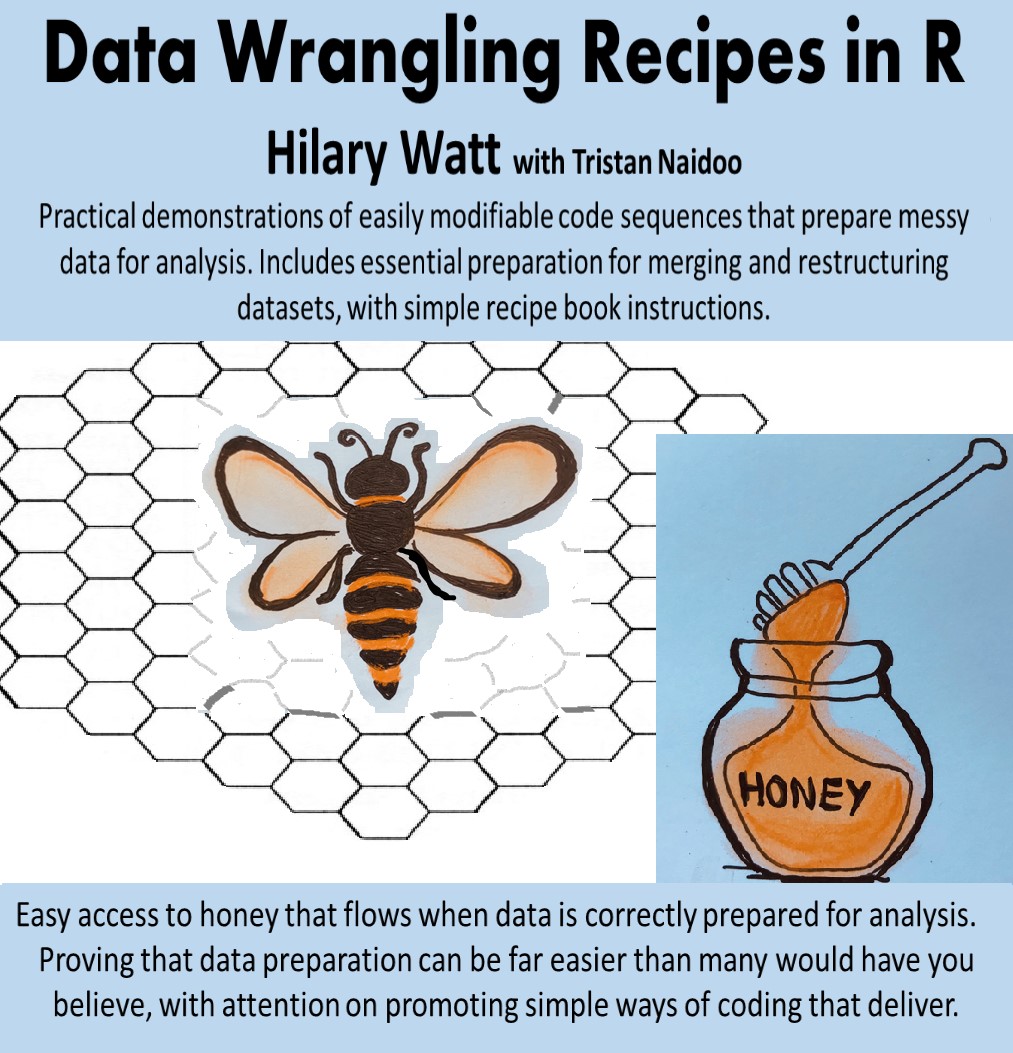 Data Wrangling Recipes in R
Hilary Watt with Tristan Naidoo
Practical demonstrations of easily modifiable code sequences that prepare messy
data for analysis. Includes essential preparation for merging and restructuring
datasets, with simple recipe book instructions.
HONEY
Easy access to honey that flows when data is correctly prepared for analysis.
Proving that data preparation can be far easier than many would have you
believe, with attention on promoting simple ways of coding that deliver.